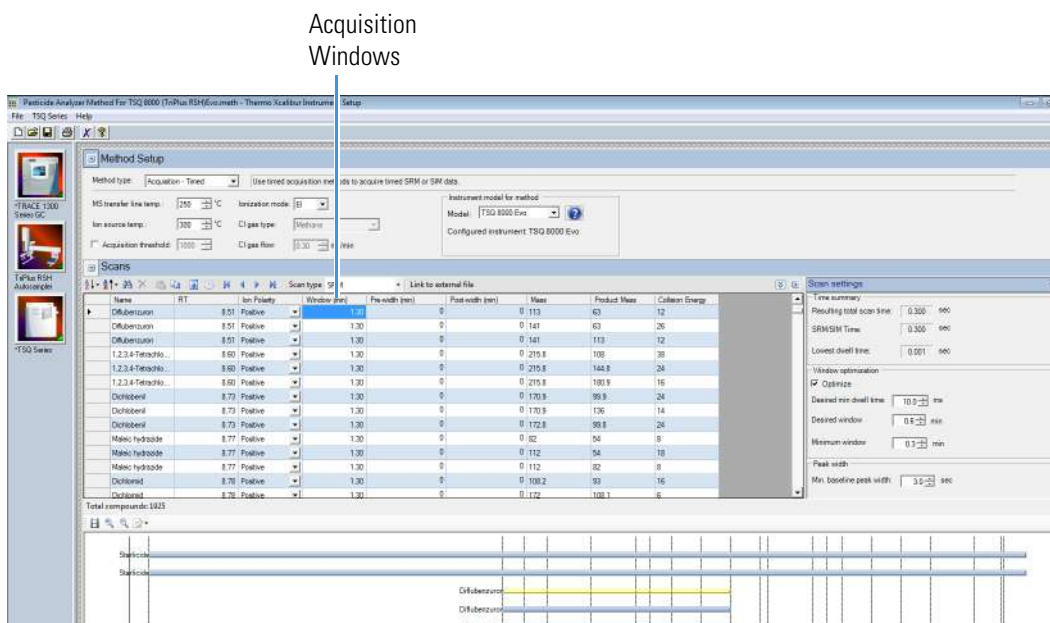 Acquisition
Windows
Pesticide Analyzer Method For TSQ 8000 (TriPlus RSH)Evo.meth - Thermo Xcalibur Instrument Setup
File TSQ Series Help
Method Setup
Method type: Acquisition - Timed Use timed acquisition methods to acquire timed SRM or SIM data.
MS transfer line temp.: 250 °C Ionization mode: EI
Ion source temp.: 300 °C CI gas type: Methane
Acquisition threshold: 1000 CI gas flow: 0.30 mL/min
Instrument model for method
Model: TSQ 8000 Evo
Configured instrument: TSQ 8000 Evo
*TRACE 1300
Series GC
TriPlus RSH
Autosampler
*TSQ Series
Scans
Scan type: SRM Link to external file
Name RT Ion Polarity Window (min) Pre-width (min) Post-width (min) Mass Product Mass Collision Energy
Diflubenzuron 8.51 Positive 1.30 0 0 113 63 12
Diflubenzuron 8.51 Positive 1.30 0 0 141 63 26
Diflubenzuron 8.51 Positive 1.30 0 0 141 113 12
1,2,3,4-Tetrachlo... 8.60 Positive 1.30 0 0 215.8 108 38
1,2,3,4-Tetrachlo... 8.60 Positive 1.30 0 0 215.8 144.8 24
1,2,3,4-Tetrachlo... 8.60 Positive 1.30 0 0 215.8 180.9 16
Dichlobenil 8.73 Positive 1.30 0 0 170.9 99.9 24
Dichlobenil 8.73 Positive 1.30 0 0 170.9 136 14
Dichlobenil 8.73 Positive 1.30 0 0 172.8 99.8 24
Maleic hydrazide 8.77 Positive 1.30 0 0 82 54 8
Maleic hydrazide 8.77 Positive 1.30 0 0 112 54 18
Maleic hydrazide 8.77 Positive 1.30 0 0 112 82 8
Dichlormid 8.78 Positive 1.30 0 0 108.2 93 16
Dichlormid 8.78 Positive 1.30 0 0 172 108.1 6
Total compounds: 1025
Scan settings
Time summary
Resulting total scan time: 0.300 sec
SRM/SIM Time: 0.300 sec
Lowest dwell time: 0.001 sec
Window optimization
Optimize
Desired min dwell time: 10.0 ms
Desired window 0.6 min
Minimum window 0.3 min
Peak width
Min. baseline peak width: 3.0 sec
Diflubenzuron
Diflubenzuron